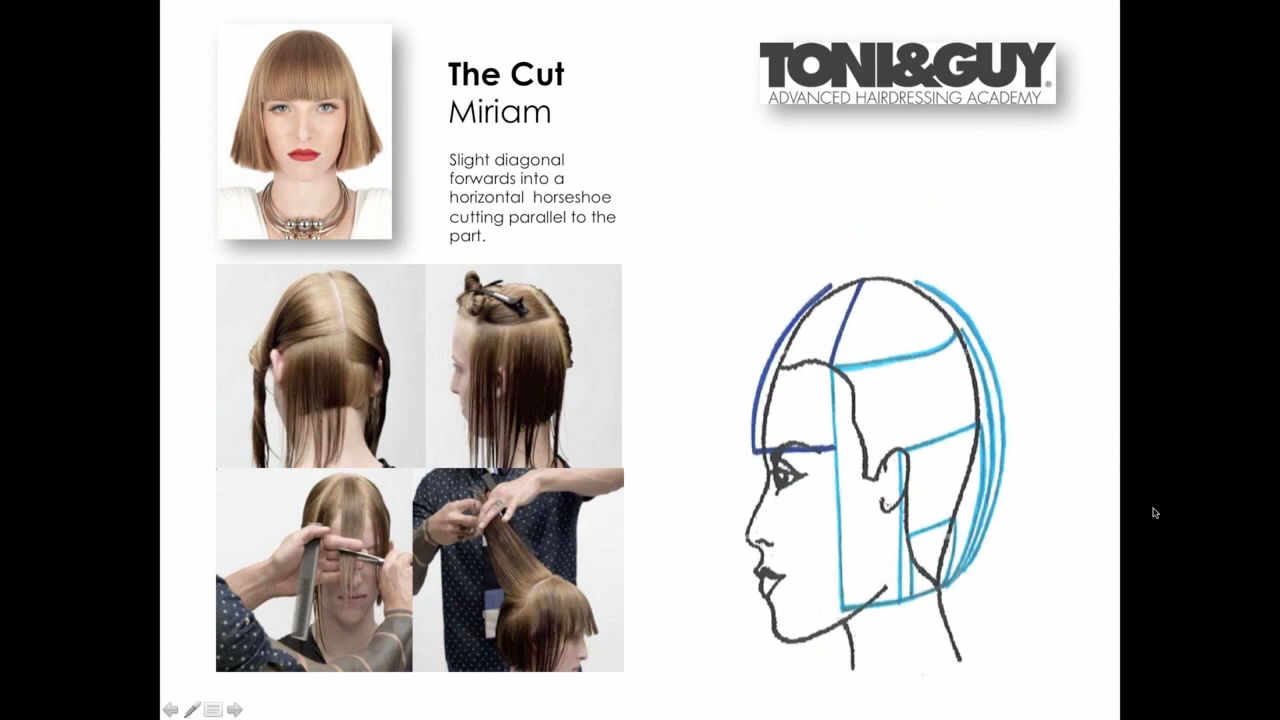 The Cut
Miriam
Slight diagonal
forwards into a
horizontal horseshoe
cutting parallel to the
part.
TONI&GUY®
ADVANCED HAIRDRESSING ACADEMY